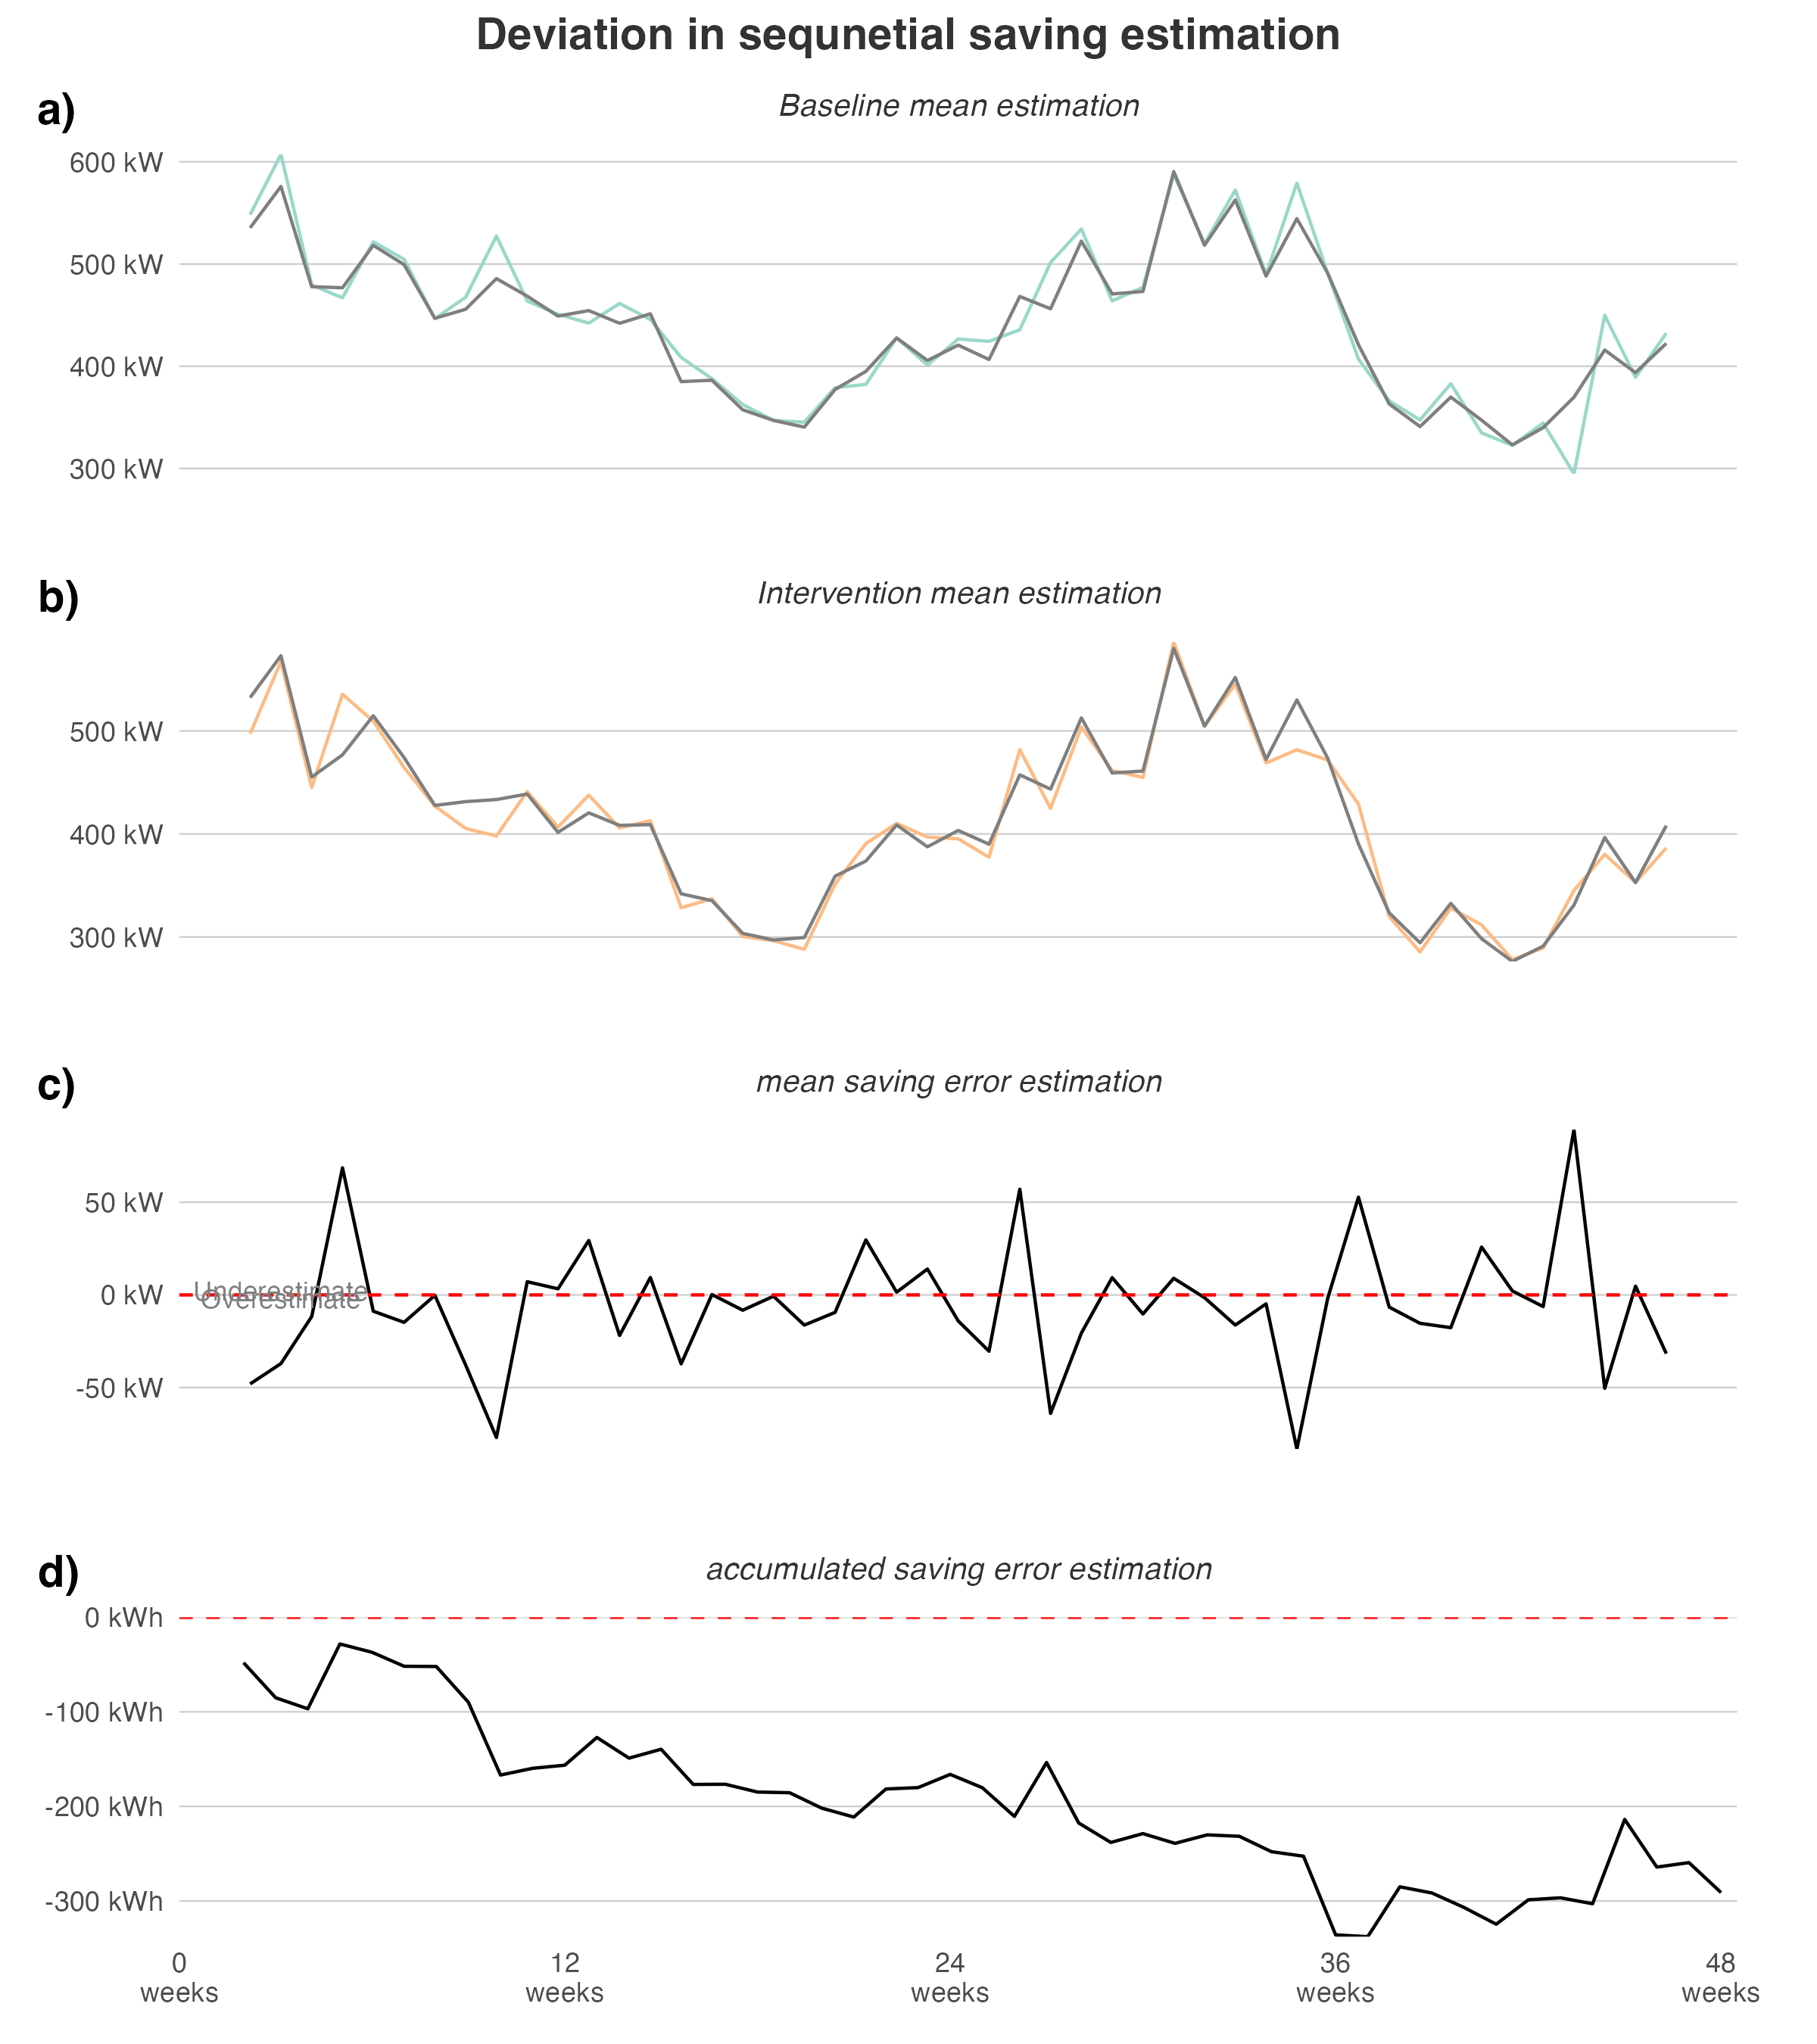 Deviation in sequnetial saving estimation
a)
Baseline mean estimation
600 kW
500 kW
400 kW
300 kW
b)
Intervention mean estimation
500 kW
400 kW
300 kW
c)
mean saving error estimation
50 kW
0 kW
-50 kW
Underestimate
Overestimate
d)
accumulated saving error estimation
0 kWh
-100 kWh
-200 kWh
-300 kWh
0 12 24 36 48
weeks weeks weeks weeks weeks